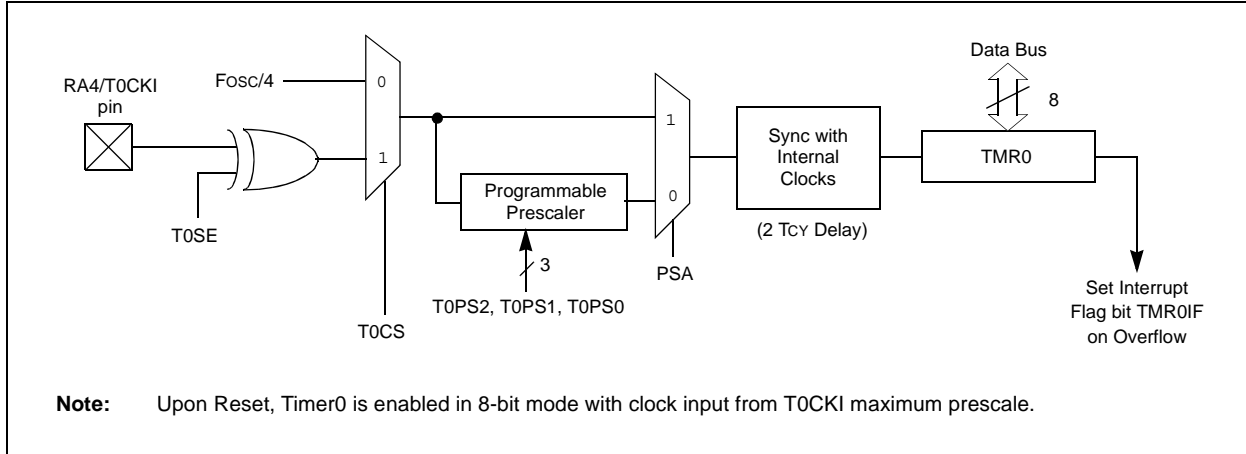 Data Bus
8
RA4/T0CKI
pin
FOSC/4
0
1
T0SE
T0CS
1
0
Programmable
Prescaler
3
T0PS2, T0PS1, T0PS0
PSA
Sync with
Internal
Clocks
(2 TCY Delay)
TMR0
Set Interrupt
Flag bit TMR0IF
on Overflow
Note: Upon Reset, Timer0 is enabled in 8-bit mode with clock input from T0CKI maximum prescale.